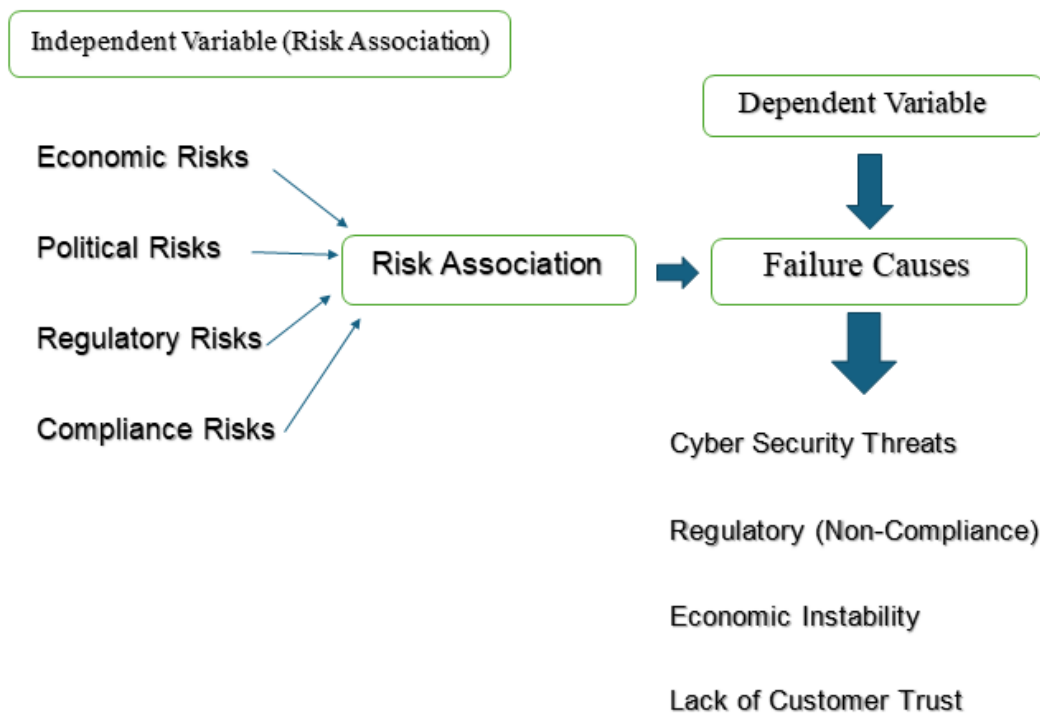 Independent Variable (Risk Association)
Dependent Variable
Economic Risks
Political Risks
Regulatory Risks
Compliance Risks
Risk Association
Failure Causes
Cyber Security Threats
Regulatory (Non-Compliance)
Economic Instability
Lack of Customer Trust